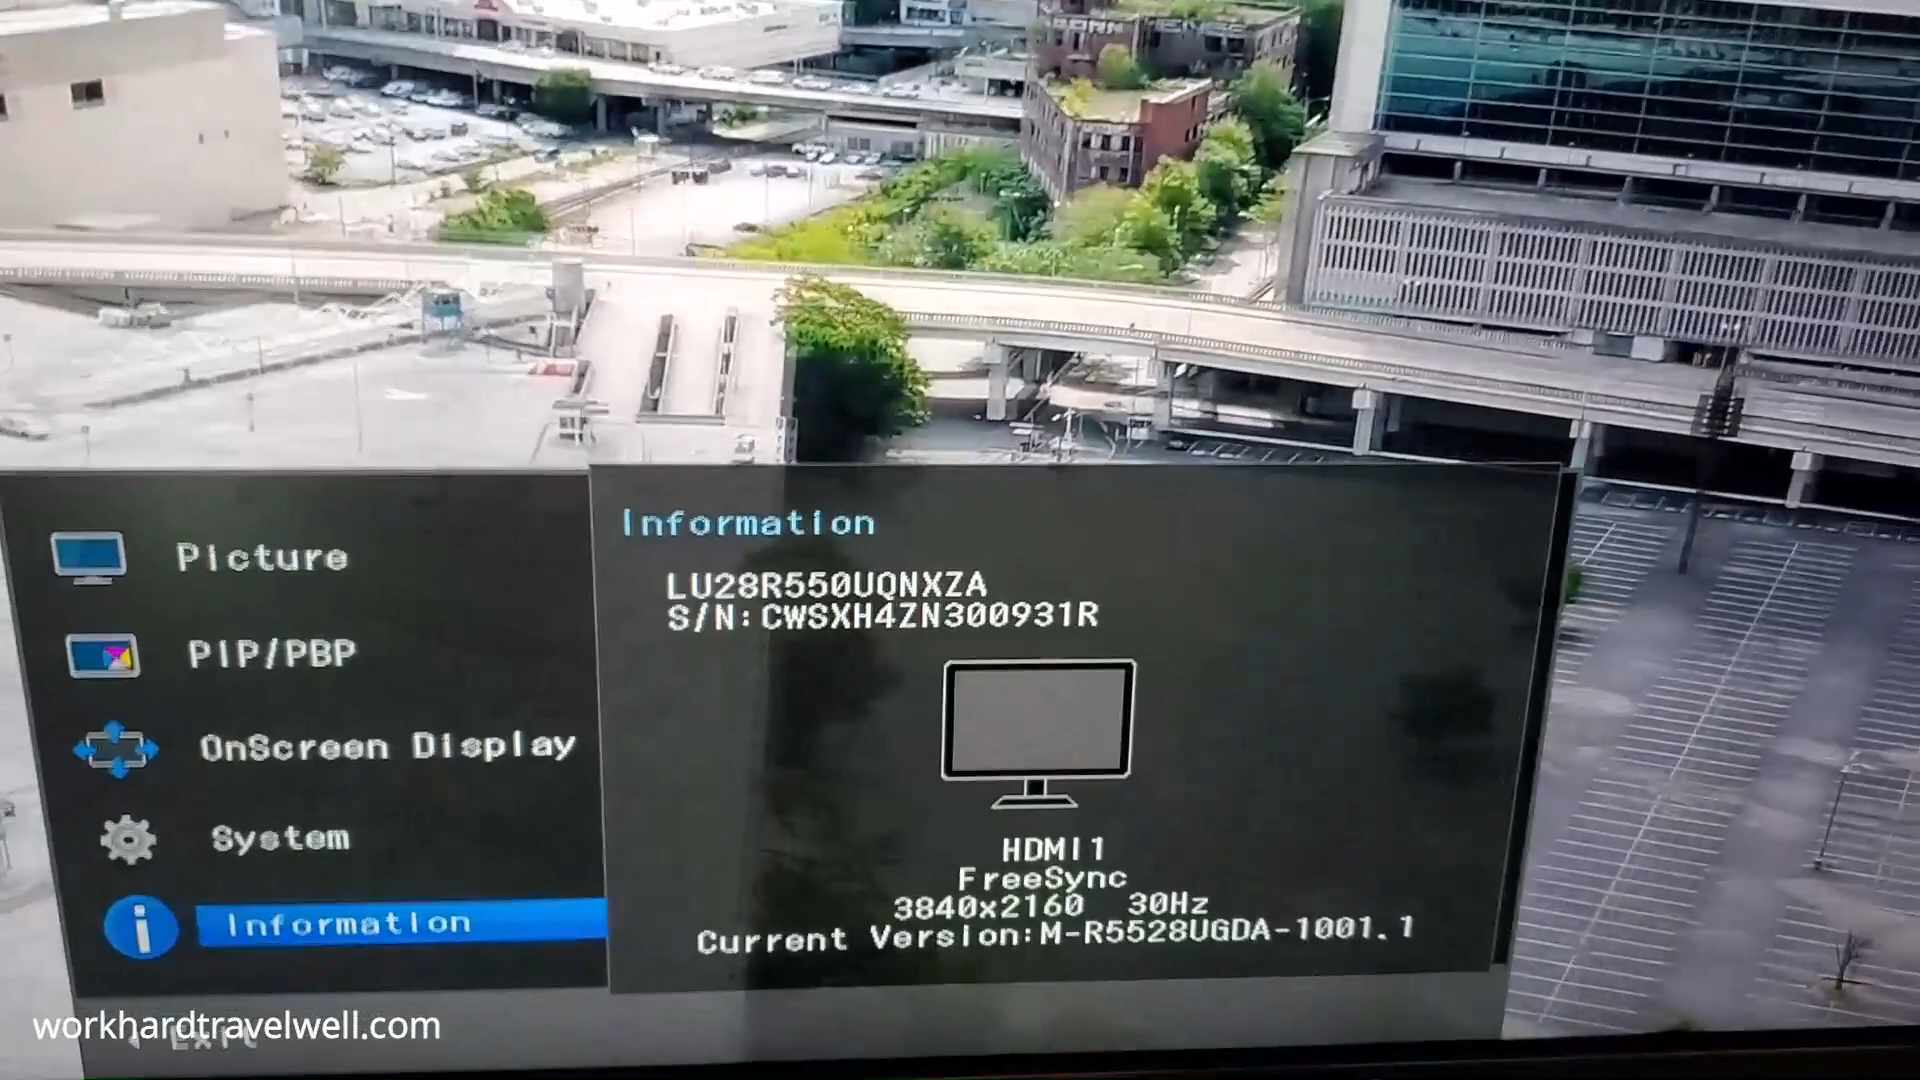 Picture
PIP/PBP
OnScreen Display
System
Information
Information
LU28R550UQNXZA
S/N:CWSXH4ZN300931R
HDMI1
FreeSync
3840x2160 30Hz
Current Version:M-R5528UGDA-1001.1
Exit
workhardtravelwell.com